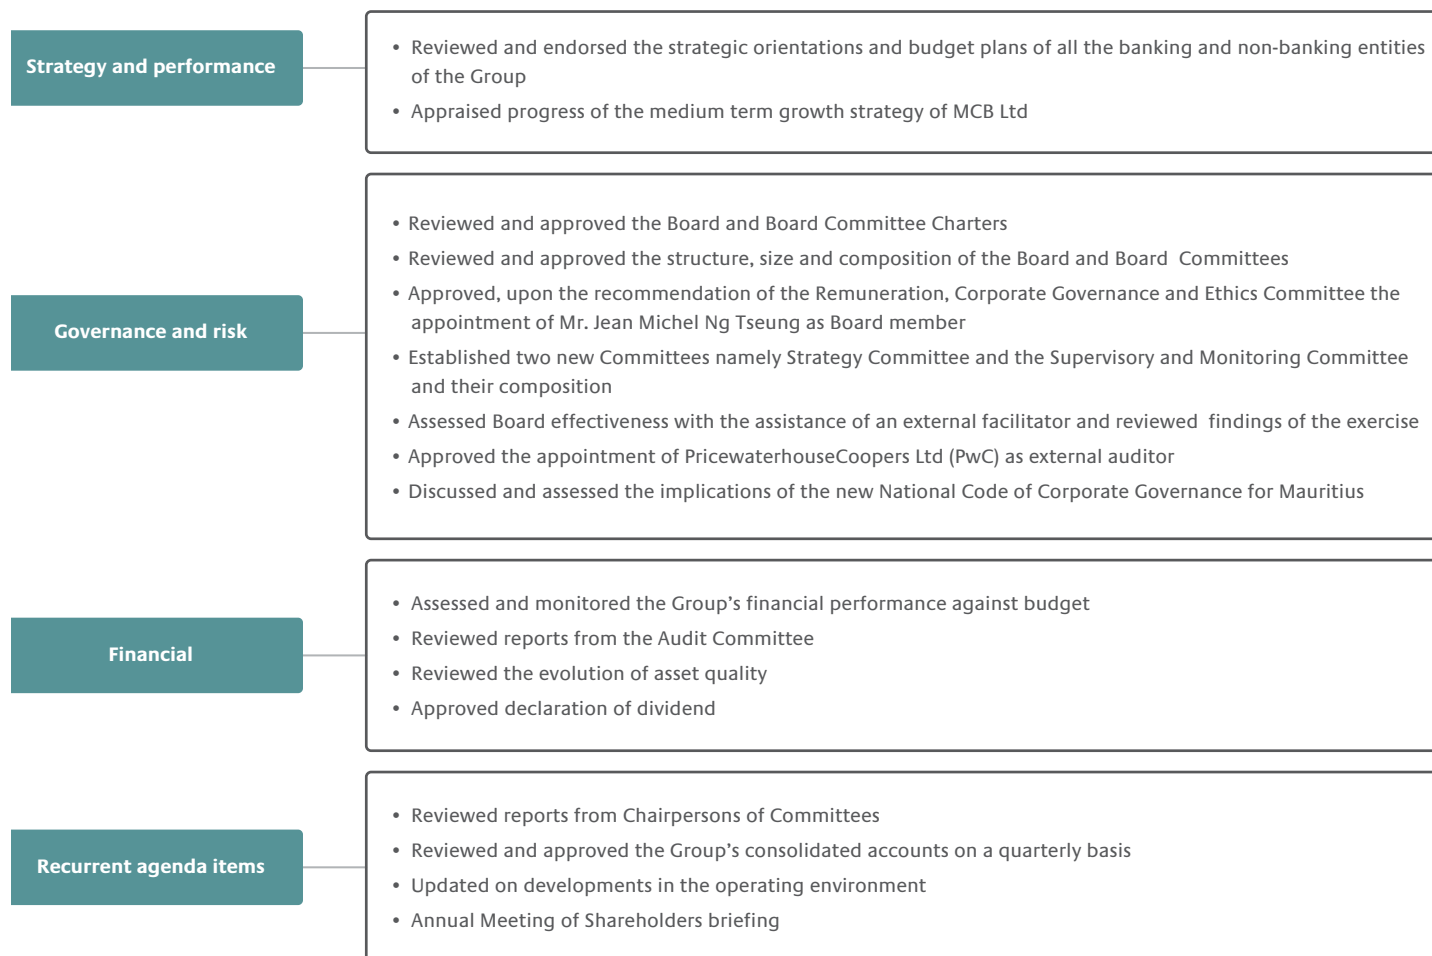 Strategy and performance
• Reviewed and endorsed the strategic orientations and budget plans of all the banking and non-banking entities
of the Group
• Appraised progress of the medium term growth strategy of MCB Ltd
Governance and risk
• Reviewed and approved the Board and Board Committee Charters
• Reviewed and approved the structure, size and composition of the Board and Board Committees
• Approved, upon the recommendation of the Remuneration, Corporate Governance and Ethics Committee the
appointment of Mr. Jean Michel Ng Tseung as Board member
• Established two new Committees namely Strategy Committee and the Supervisory and Monitoring Committee
and their composition
• Assessed Board effectiveness with the assistance of an external facilitator and reviewed findings of the exercise
• Approved the appointment of PricewaterhouseCoopers Ltd (PwC) as external auditor
• Discussed and assessed the implications of the new National Code of Corporate Governance for Mauritius
Financial
• Assessed and monitored the Group's financial performance against budget
• Reviewed reports from the Audit Committee
• Reviewed the evolution of asset quality
• Approved declaration of dividend
Recurrent agenda items
• Reviewed reports from Chairpersons of Committees
• Reviewed and approved the Group's consolidated accounts on a quarterly basis
• Updated on developments in the operating environment
• Annual Meeting of Shareholders briefing